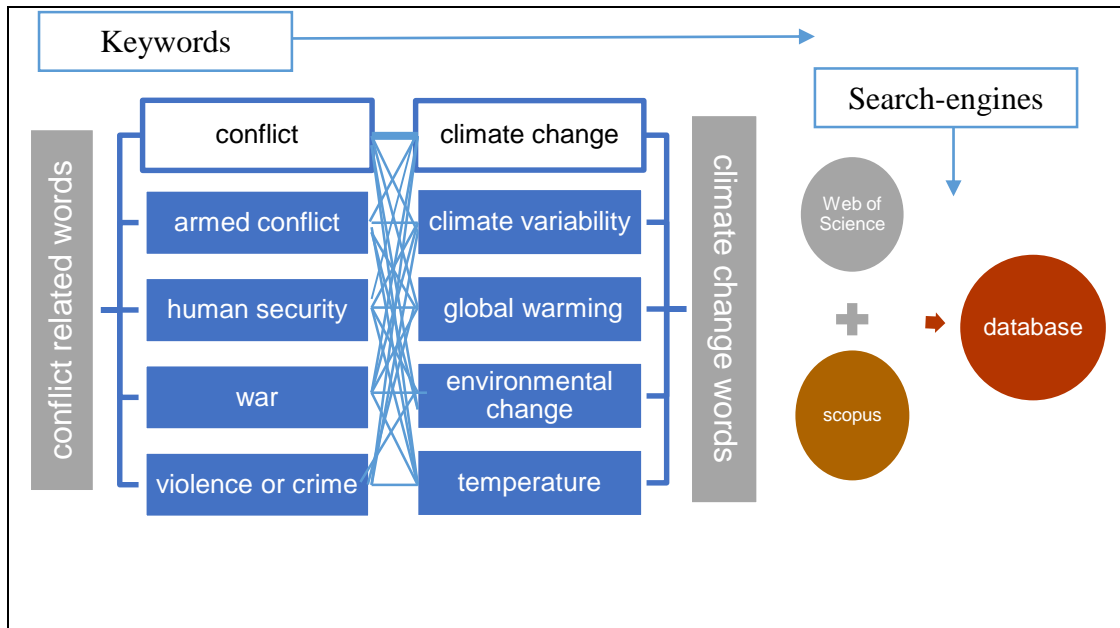 Keywords
Search-engines
conflict related words
conflict
armed conflict
human security
war
violence or crime
climate change
climate variability
global warming
environmental
change
temperature
climate change words
Web of
Science
scopus
database